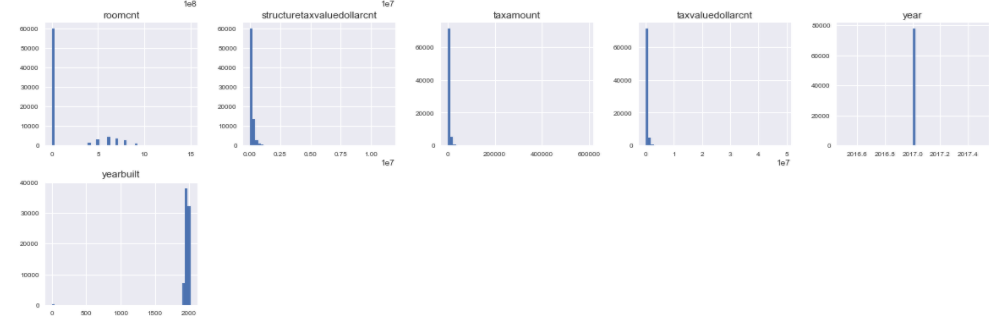 1e8 1e7
roomcnt structuretaxvaluedollarcnt taxamount taxvaluedollarcnt year
60000 60000 80000
50000 50000 60000 60000
40000 40000 60000
30000 30000 40000 40000 40000
20000 20000
20000 20000 20000
10000 10000
0 0 0 0 0
0 5 10 15 0.00 0.25 0.50 0.75 1.00 0 200000 400000 600000 0 1 2 3 4 5 2016.6 2016.8 2017.0 2017.2 2017.4
1e7 1e7
yearbuilt
40000
30000
20000
10000
0
0 500 1000 1500 2000